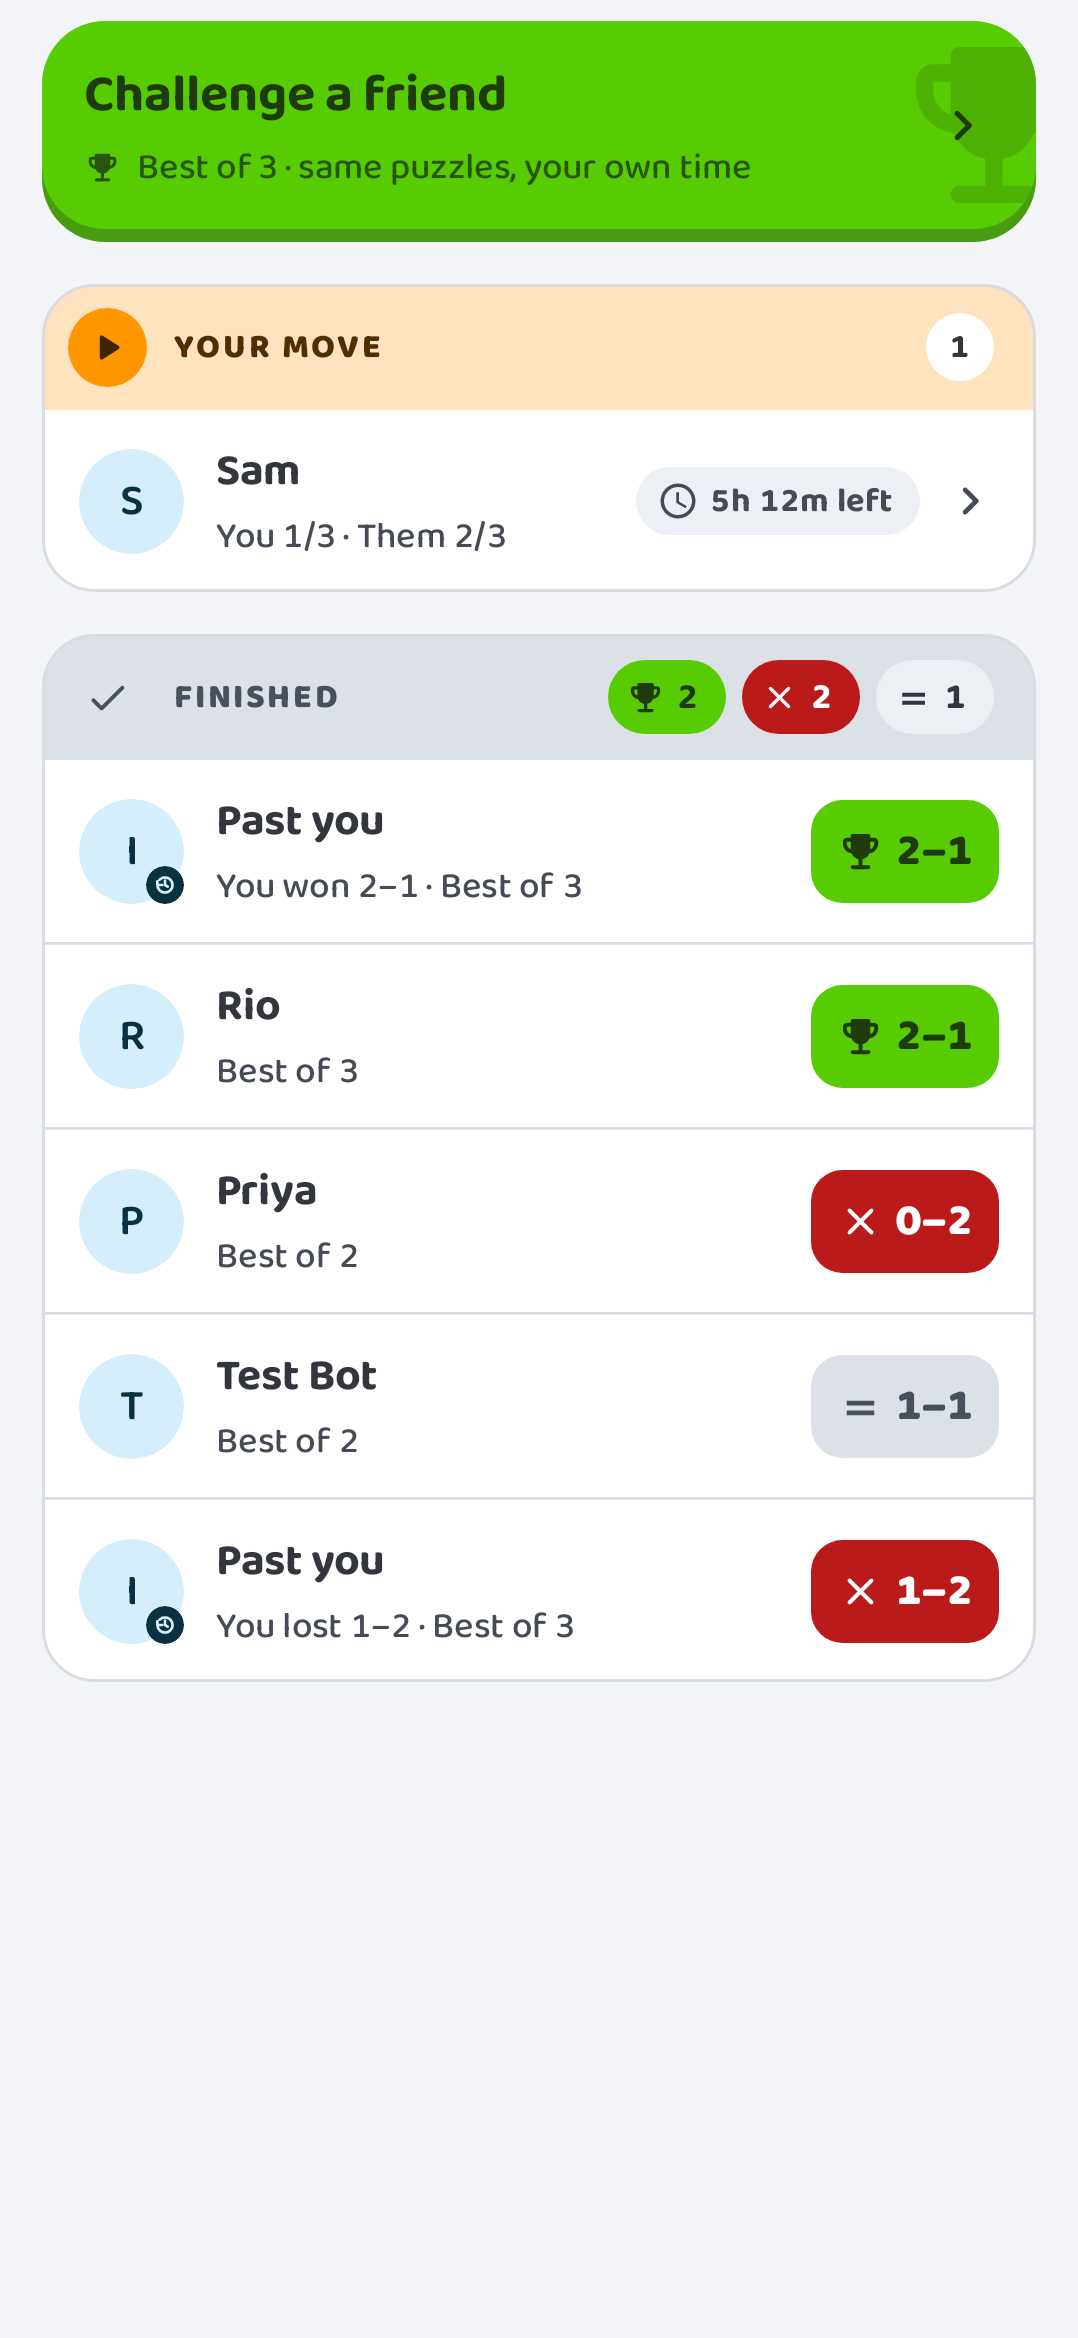 Challenge a friend
Best of 3 · same puzzles, your own time
YOUR MOVE
1
S
Sam
You 1/3 · Them 2/3
5h 12m left
FINISHED
2
2
= 1
I
Past you
You won 2–1 · Best of 3
2–1
R
Rio
Best of 3
2–1
P
Priya
Best of 2
0–2
T
Test Bot
Best of 2
= 1–1
I
Past you
You lost 1–2 · Best of 3
1–2